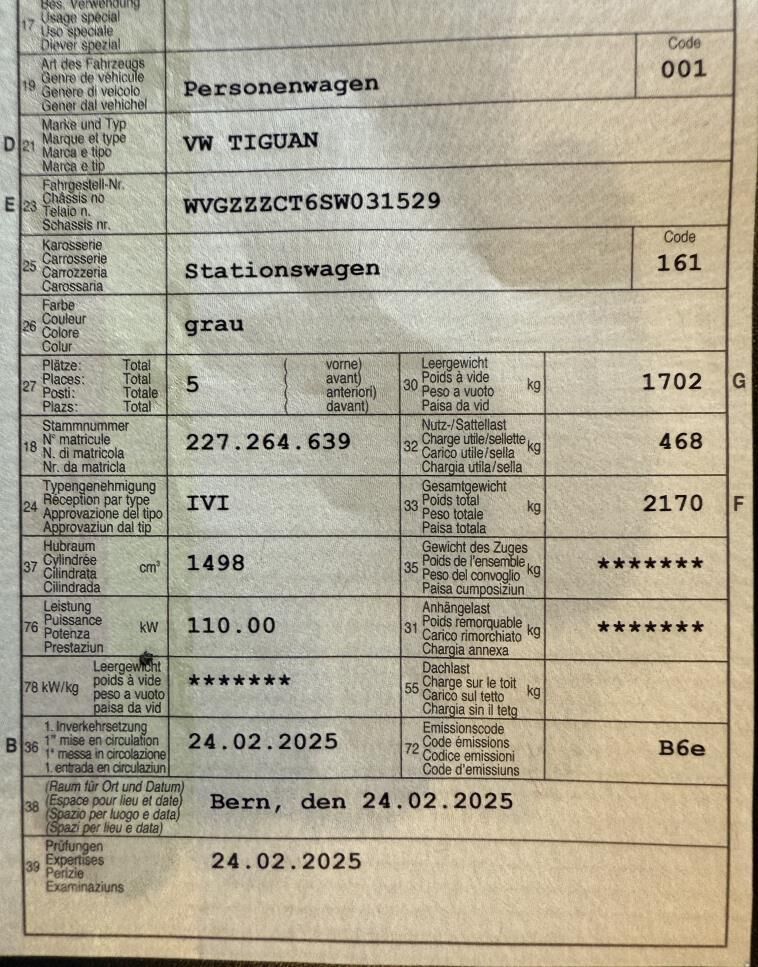 Bes. Verwendung
17 Usage spécial
Uso speciale
Diever spezial
19 Art des Fahrzeugs
Genre de véhicule
Genere di veicolo
Gener dal vehichel
Personenwagen
Code
001
D 21 Marke und Typ
Marque et type
Marca e tipo
Marca e tip
VW TIGUAN
E 23 Fahrgestell-Nr.
Châssis no
Telaio n.
Schassis nr.
WVGZZZCT6SW031529
25 Karosserie
Carrosserie
Carrozzeria
Carossaria
Stationswagen
Code
161
26 Farbe
Couleur
Colore
Colur
grau
27 Plätze: Total
Places: Total
Posti: Totale
Plazs: Total
5
( vorne)
avant)
anteriori)
( davant)
30 Leergewicht
Poids à vide kg
Peso a vuoto
Paisa da vid
1702 G
18 Stammnummer
N° matricule
N. di matricola
Nr. da matricla
227.264.639
32 Nutz-/Sattellast
Charge utile/sellette kg
Carico utile/sella
Chargia utila/sella
468
24 Typengenehmigung
Réception par type
Approvazione del tipo
Approvaziun dal tip
IVI
33 Gesamtgewicht
Poids total kg
Peso totale
Paisa totala
2170 F
37 Hubraum
Cylindrée cm³
Cilindrata
Cilindrada
1498
35 Gewicht des Zuges
Poids de l'ensemble kg
Peso del convoglio
Paisa cumposiziun
*******
76 Leistung
Puissance kW
Potenza
Prestaziun
110.00
31 Anhängelast
Poids remorquable kg
Carico rimorchiato
Chargia annexa
*******
78 kW/kg Leergewicht
poids à vide
peso a vuoto
paisa da vid
*******
55 Dachlast
Charge sur le toit kg
Carico sul tetto
Chargia sin il tetg
B 36 1. Inverkehrsetzung
1re mise en circulation
1a messa in circolazione
1. entrada en circulaziun
24.02.2025
72 Emissionscode
Code émissions
Codice emissioni
Code d'emissiuns
B6e
38 (Raum für Ort und Datum)
(Espace pour lieu et date)
(Spazio per luogo e data)
(Spazi per lieu e data)
Bern, den 24.02.2025
39 Prüfungen
Expertises
Perizie
Examinaziuns
24.02.2025